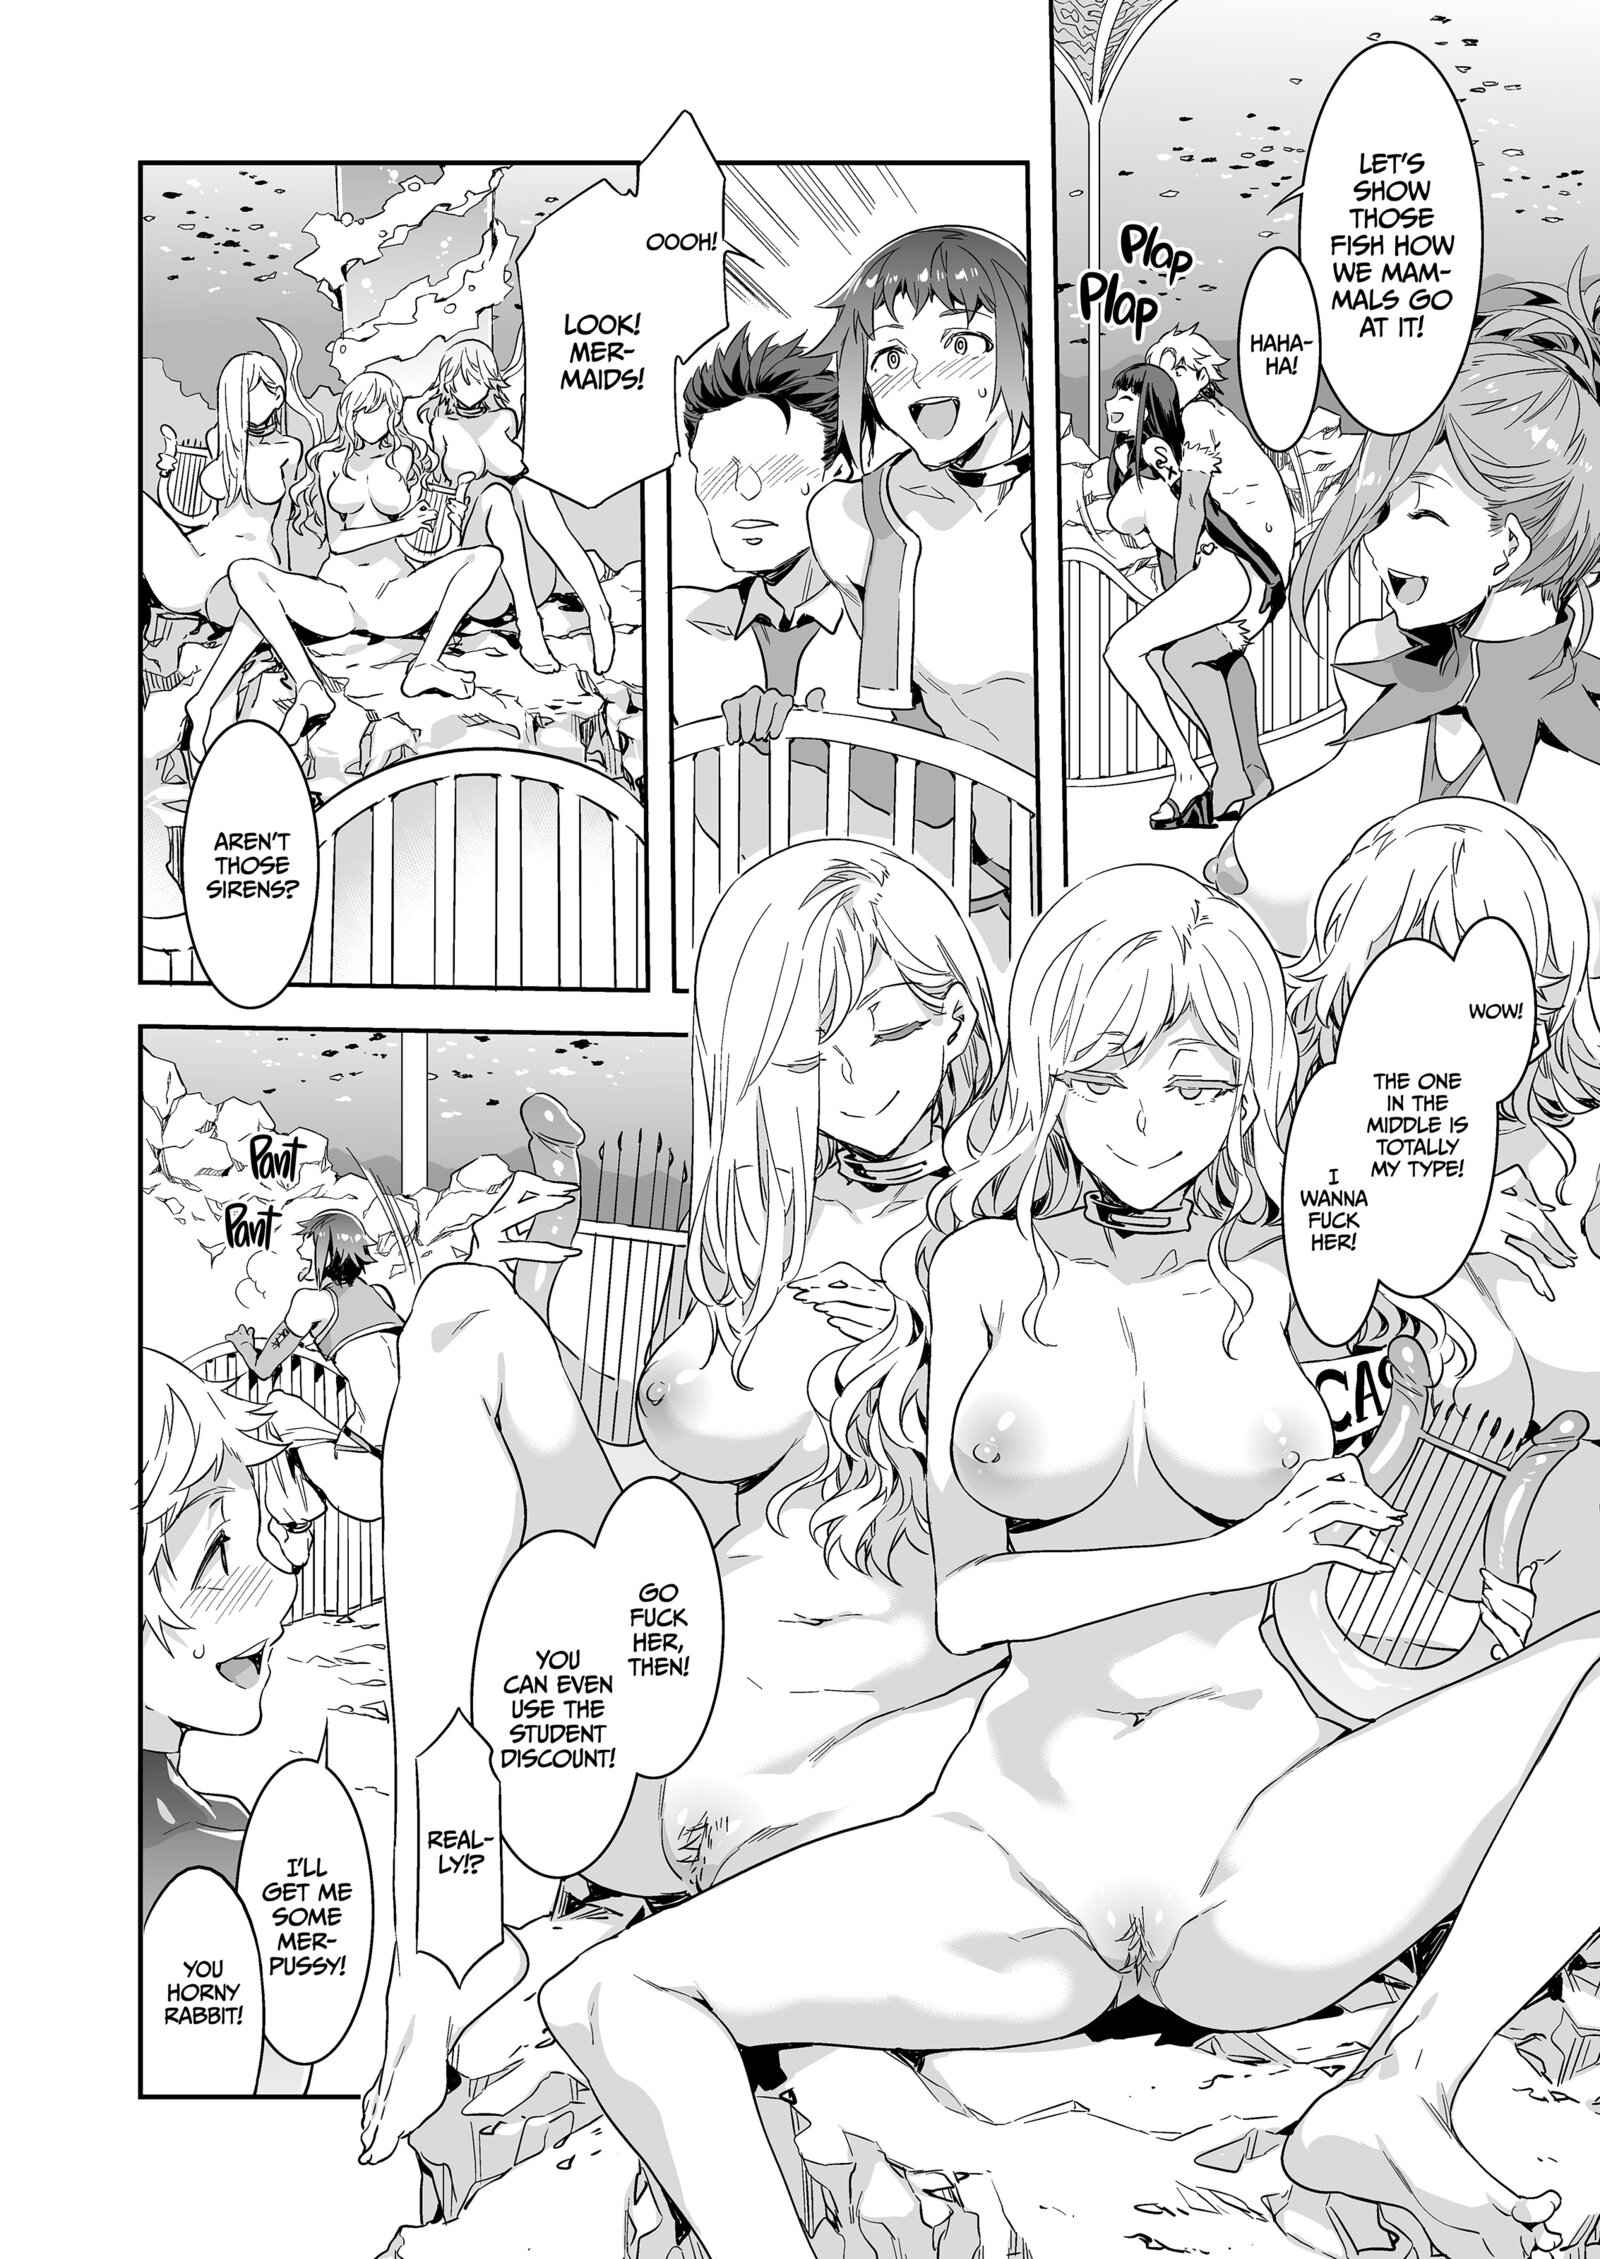 LET'S
SHOW
THOSE
FISH HOW
WE MAM-
MALS GO
AT IT!
HAHA-
HA!
Plap
Plap
OOOH!
LOOK!
MER-
MAIDS!
AREN'T
THOSE
SIRENS?
WOW!
THE ONE
IN THE
MIDDLE IS
TOTALLY
MY TYPE!
I
WANNA
FUCK
HER!
GO
FUCK
HER,
THEN!
YOU
CAN EVEN
USE THE
STUDENT
DISCOUNT!
REAL-
LY!?
Pant
Pant
I'LL
GET ME
SOME
MER-
PUSSY!
YOU
HORNY
RABBIT!